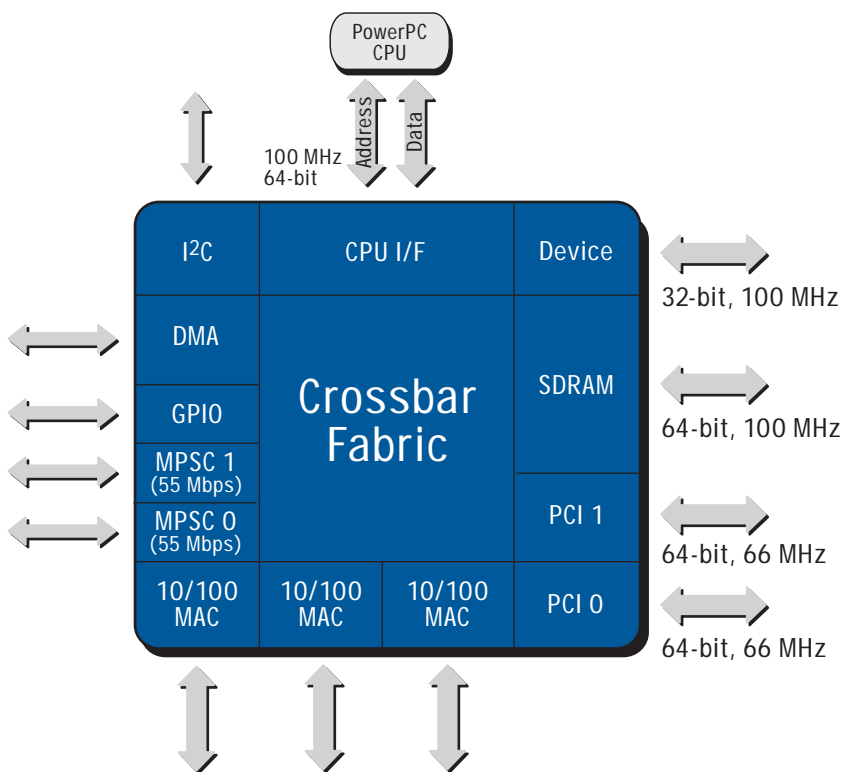 PowerPC
CPU
Address
Data
100 MHz
64-bit
I²C
CPU I/F
Device
32-bit, 100 MHz
DMA
Crossbar
Fabric
SDRAM
64-bit, 100 MHz
GPIO
MPSC 1
(55 Mbps)
MPSC 0
(55 Mbps)
PCI 1
64-bit, 66 MHz
10/100
MAC
10/100
MAC
10/100
MAC
PCI 0
64-bit, 66 MHz